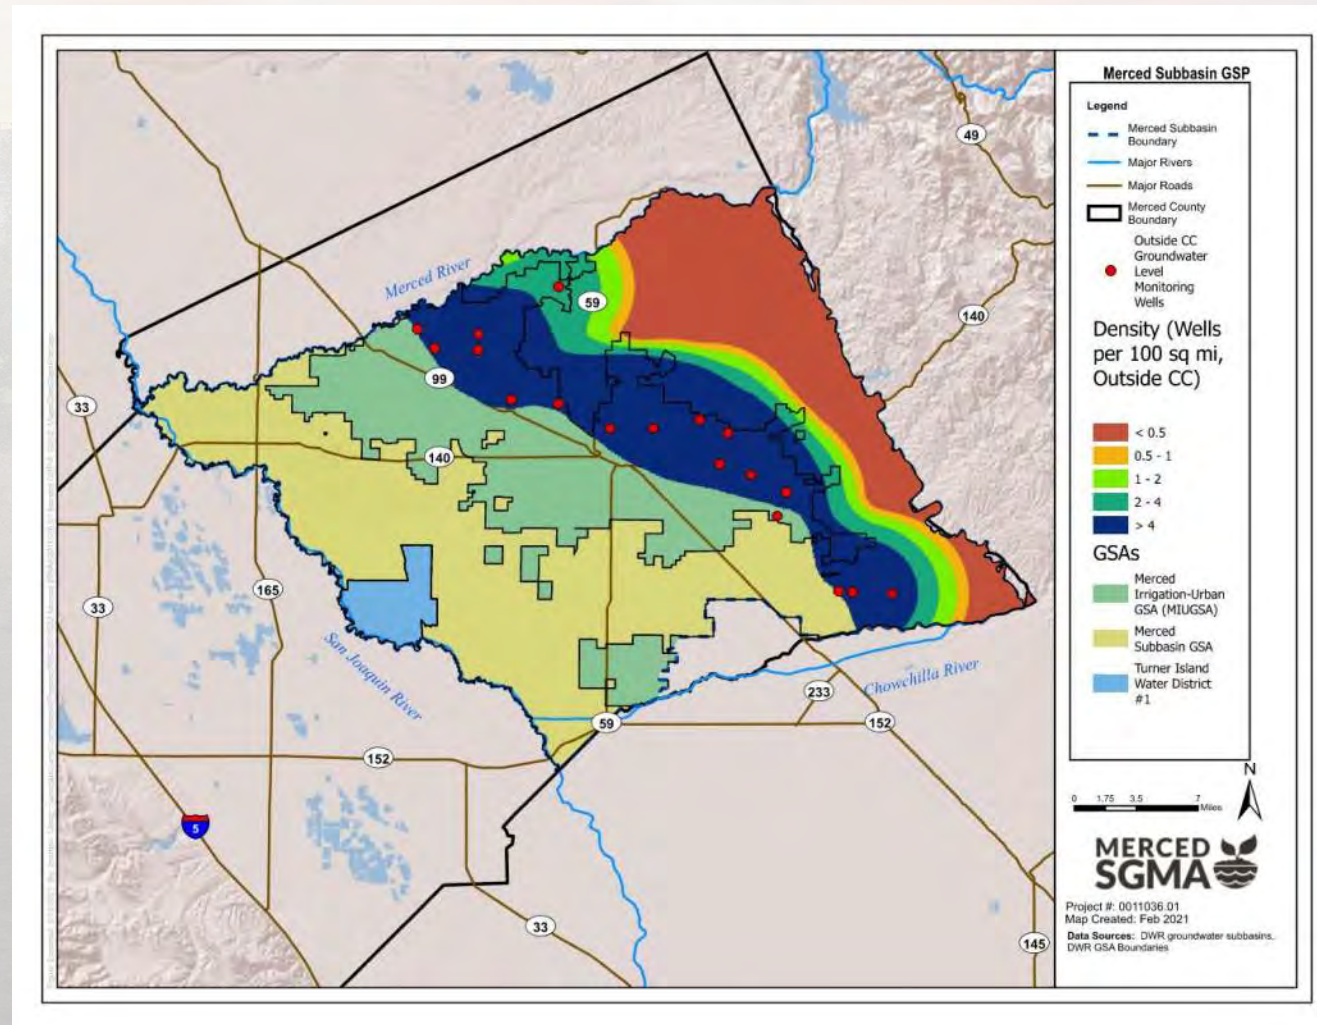 Merced Subbasin GSP
Legend
Merced Subbasin
Boundary
Major Rivers
Major Roads
Merced County
Boundary
Outside CC
Groundwater
Level
Monitoring
Wells
Density (Wells
per 100 sq mi,
Outside CC)
< 0.5
0.5 - 1
1 - 2
2 - 4
> 4
GSAs
Merced
Irrigation-Urban
GSA (MIUGSA)
Merced
Subbasin GSA
Turner Island
Water District
#1
N
0 1.75 3.5 7
Miles
MERCED
SGMA
Project #: 0011036.01
Map Created: Feb 2021
Data Sources: DWR groundwater subbasins,
DWR GSA Boundaries
49
Merced River
59
140
99
33
140
165
33
San Joaquin River
Chowchilla River
233
59
152
152
5
33
145